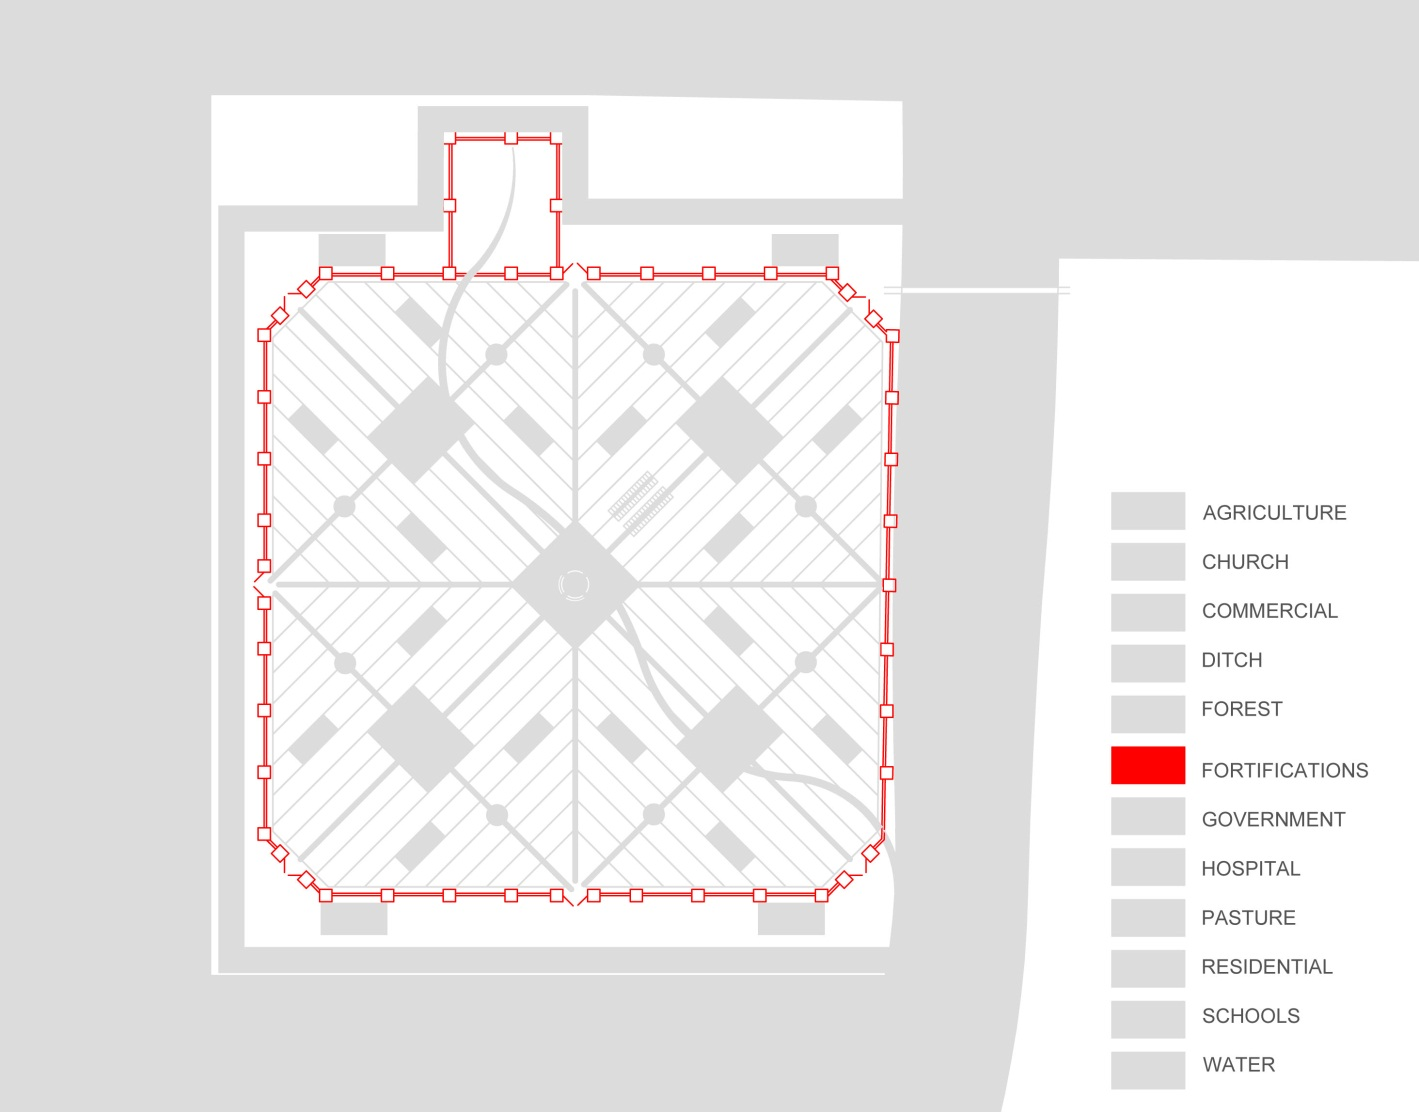 AGRICULTURE
CHURCH
COMMERCIAL
DITCH
FOREST
FORTIFICATIONS
GOVERNMENT
HOSPITAL
PASTURE
RESIDENTIAL
SCHOOLS
WATER